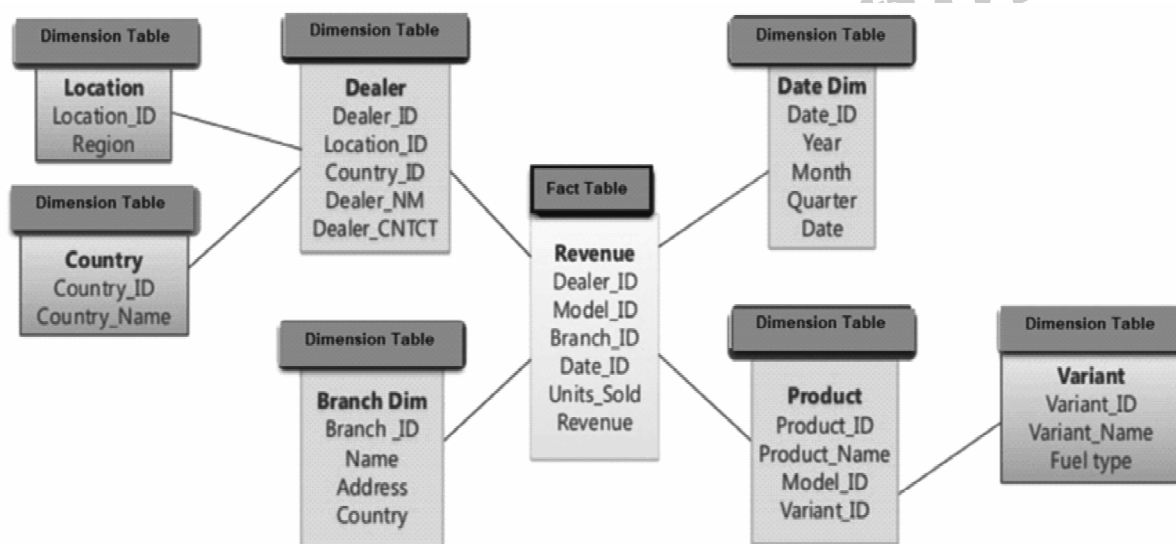 Dimension Table
Location
Location_ID
Region
Dimension Table
Dealer
Dealer_ID
Location_ID
Country_ID
Dealer_NM
Dealer_CNTCT
Dimension Table
Date Dim
Date_ID
Year
Month
Quarter
Date
Dimension Table
Country
Country_ID
Country_Name
Fact Table
Revenue
Dealer_ID
Model_ID
Branch_ID
Date_ID
Units_Sold
Revenue
Dimension Table
Branch Dim
Branch _ID
Name
Address
Country
Dimension Table
Product
Product_ID
Product_Name
Model_ID
Variant_ID
Dimension Table
Variant
Variant_ID
Variant_Name
Fuel type